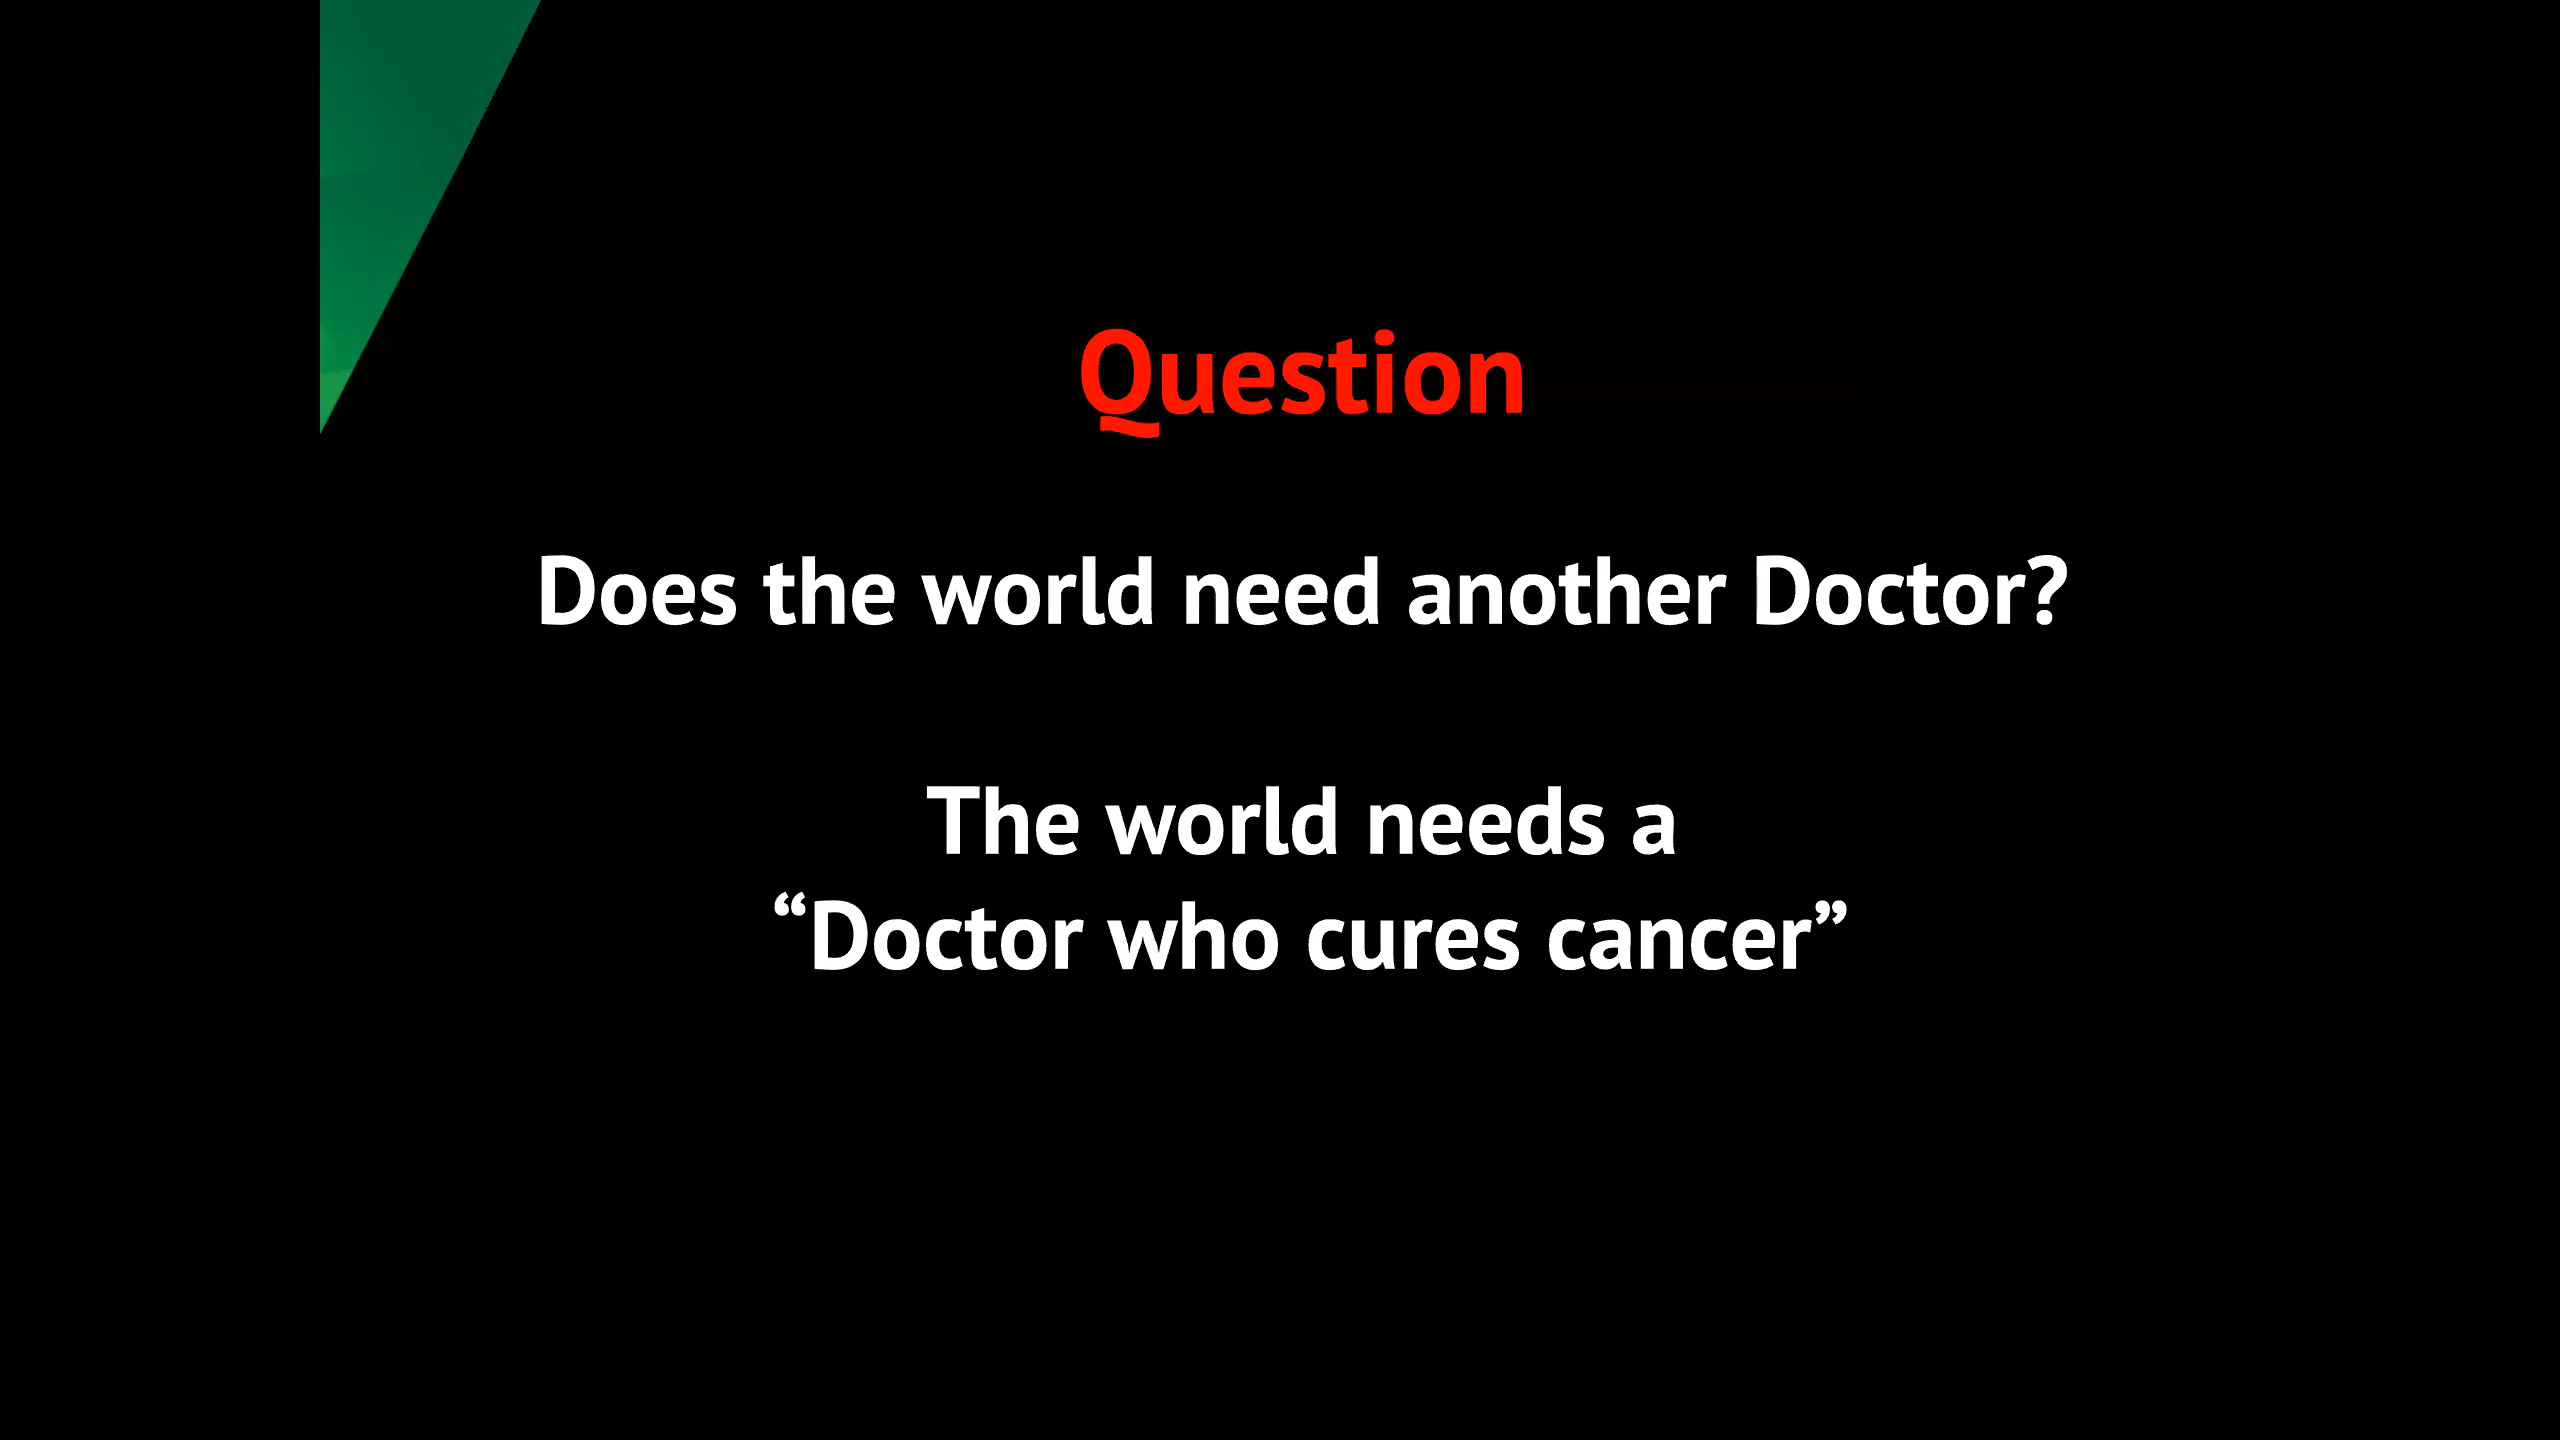 Question
Does the world need another Doctor?
The world needs a
“Doctor who cures cancer”